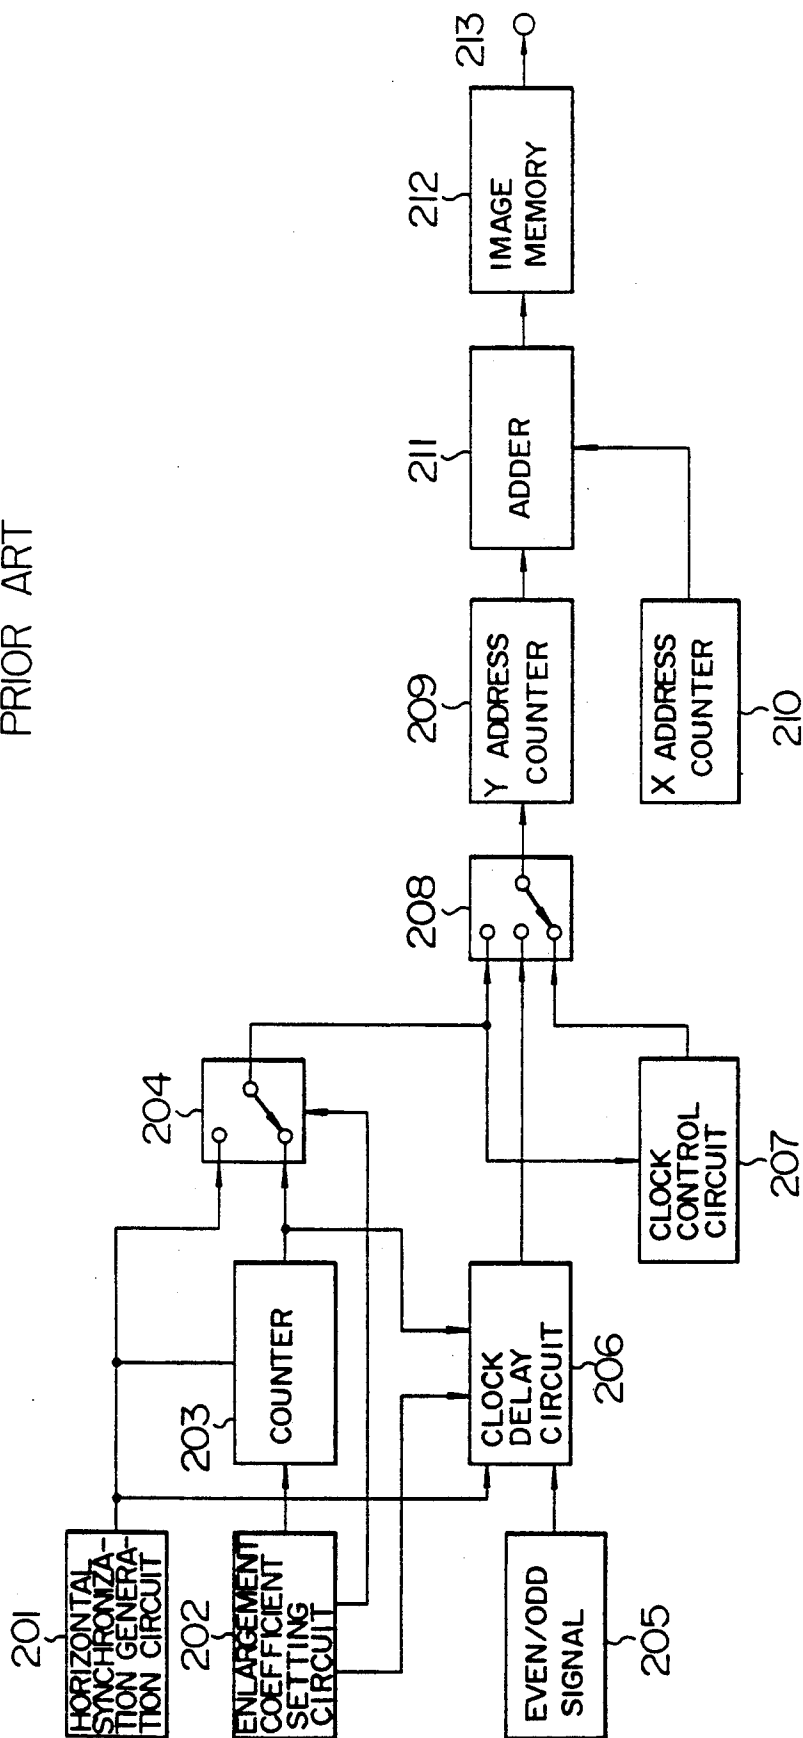 PRIOR ART
201
HORIZONTAL
SYNCHRONIZA-
TION GENERA-
TION CIRCUIT
202
ENLARGEMENT
COEFFICIENT
SETTING
CIRCUIT
203
COUNTER
204
205
EVEN/ODD
SIGNAL
206
CLOCK
DELAY
CIRCUIT
207
CLOCK
CONTROL
CIRCUIT
208
209
Y ADDRESS
COUNTER
210
X ADDRESS
COUNTER
211
ADDER
212
IMAGE
MEMORY
213